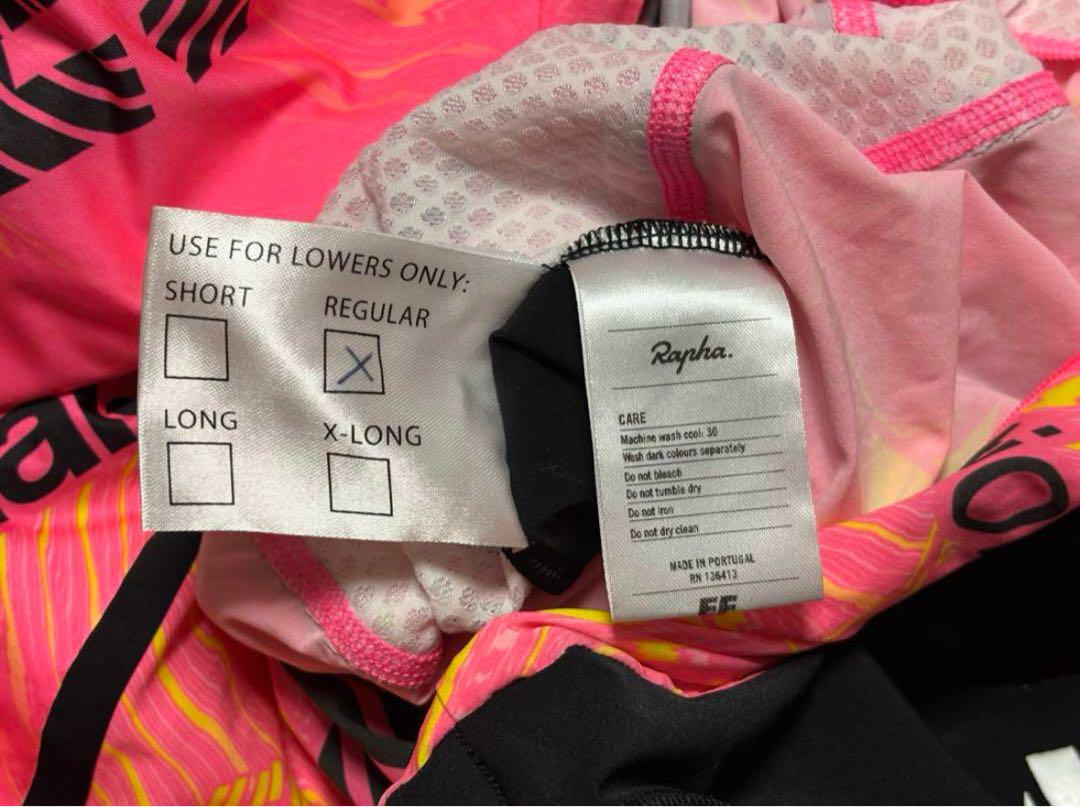 USE FOR LOWERS ONLY:
SHORT
REGULAR
X
LONG
X-LONG
Rapha.
CARE
Machine wash cool: 30
Wash dark colours separately
Do not bleach
Do not tumble dry
Do not iron
Do not dry clean
MADE IN PORTUGAL
RN 136413
EF